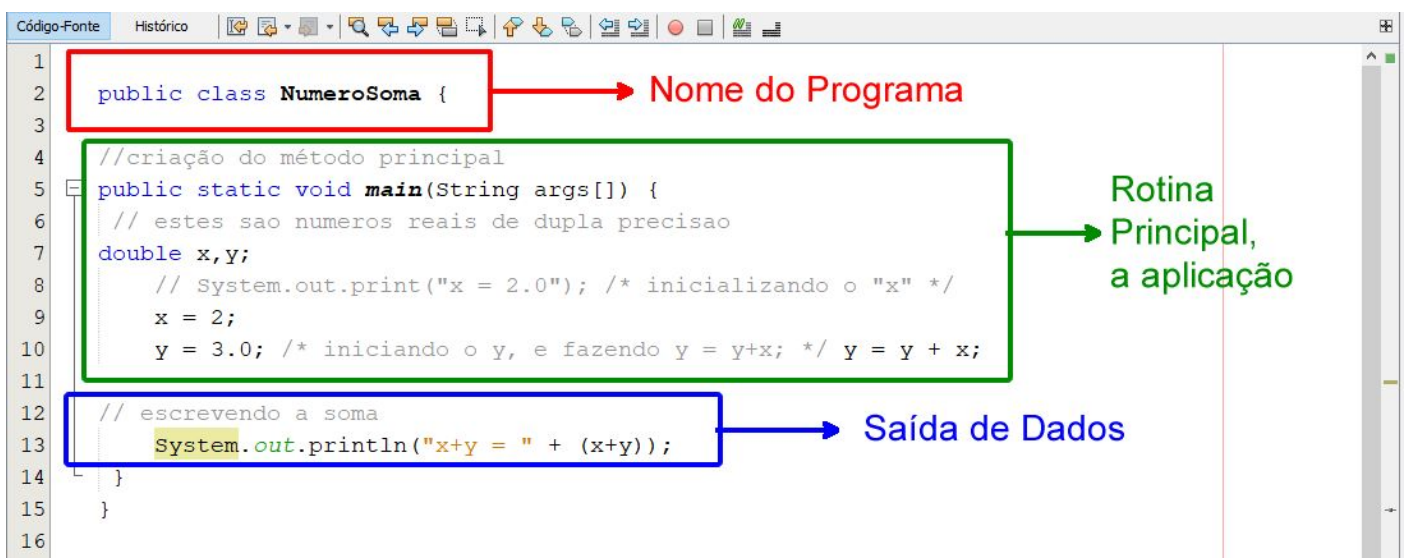 Código-Fonte Histórico
1
2 public class NumeroSoma {
Nome do Programa
3
4 //criação do método principal
5 public static void main(String args[]) {
6 // estes sao numeros reais de dupla precisao
7 double x,y;
8 // System.out.print("x = 2.0"); /* inicializando o "x" */
9 x = 2;
10 y = 3.0; /* iniciando o y, e fazendo y = y+x; */ y = y + x;
Rotina
Principal,
a aplicação
11
12 // escrevendo a soma
13 System.out.println("x+y = " + (x+y));
Saída de Dados
14 }
15 }
16